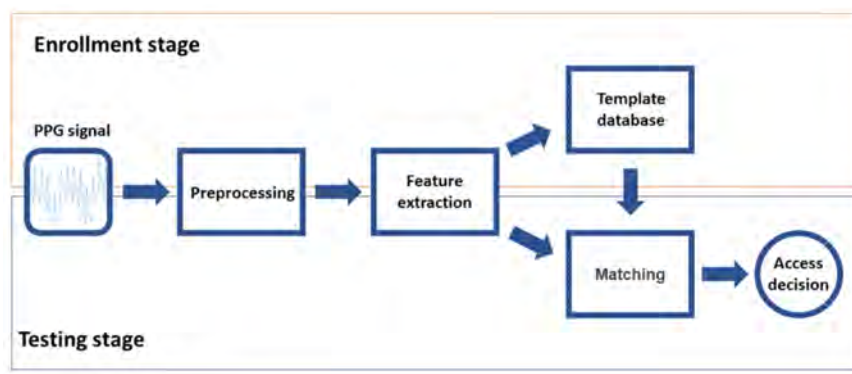 Enrollment stage
PPG signal
Preprocessing
Feature
extraction
Template
database
Matching
Access
decision
Testing stage